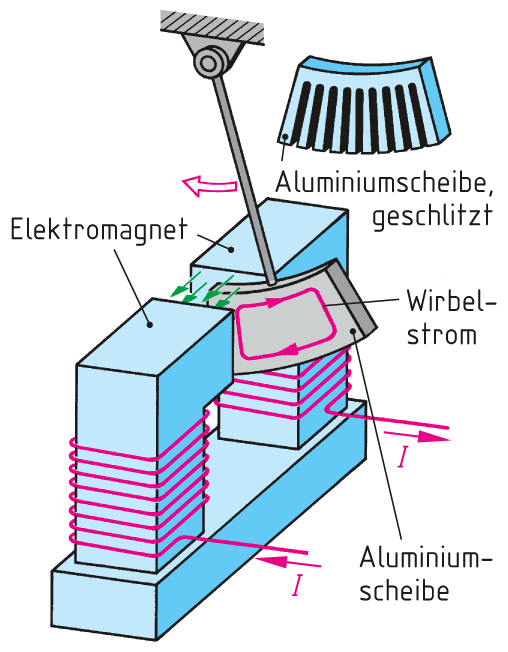 Aluminiumscheibe,
geschlitzt
Elektromagnet
Wirbel-
strom
I
I
Aluminium-
scheibe